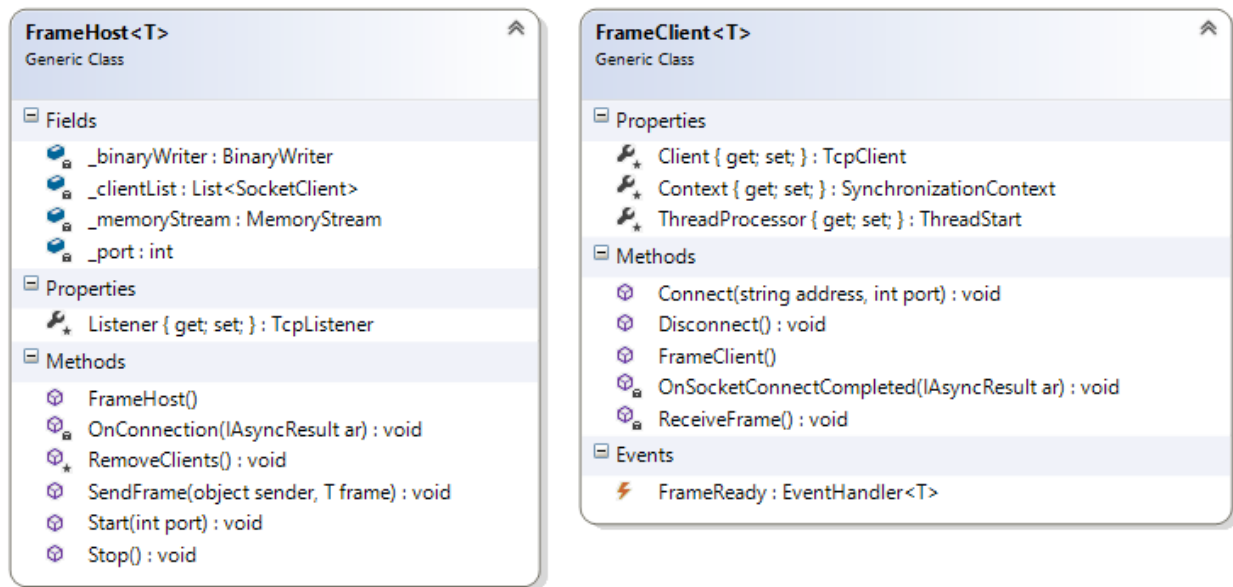 FrameHost<T>
Generic Class
Fields
_binaryWriter : BinaryWriter
_clientList : List<SocketClient>
_memoryStream : MemoryStream
_port : int
Properties
Listener { get; set; } : TcpListener
Methods
FrameHost()
OnConnection(IAsyncResult ar) : void
RemoveClients() : void
SendFrame(object sender, T frame) : void
Start(int port) : void
Stop() : void
FrameClient<T>
Generic Class
Properties
Client { get; set; } : TcpClient
Context { get; set; } : SynchronizationContext
ThreadProcessor { get; set; } : ThreadStart
Methods
Connect(string address, int port) : void
Disconnect() : void
FrameClient()
OnSocketConnectCompleted(IAsyncResult ar) : void
ReceiveFrame() : void
Events
FrameReady : EventHandler<T>